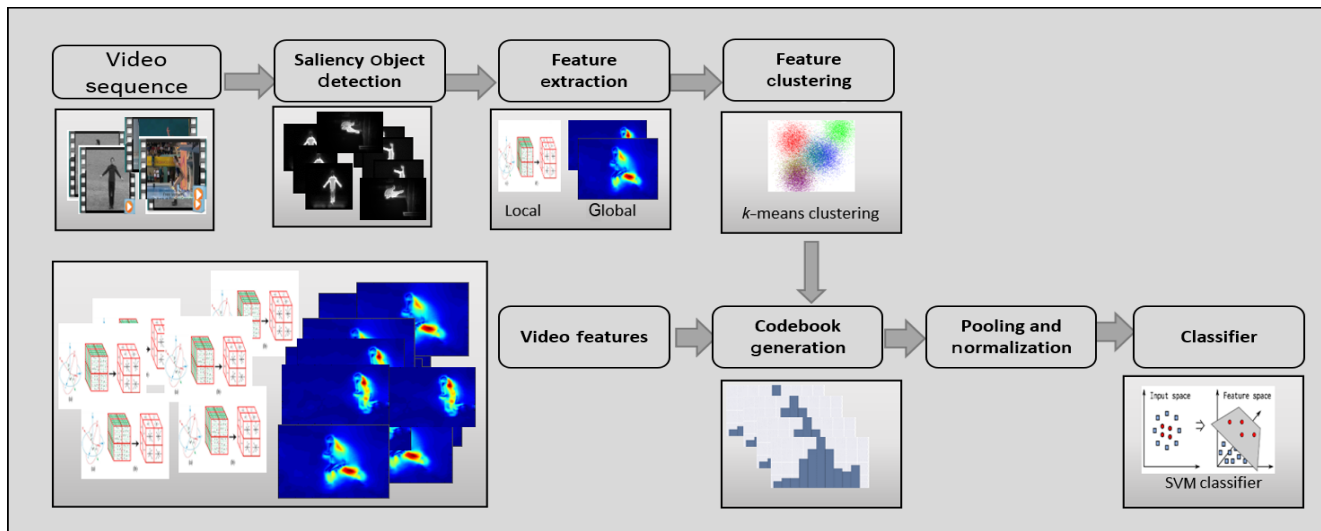 Video
sequence
Saliency Object
detection
Feature
extraction
Feature
clustering
Local
Global
k-means clustering
Video features
Codebook
generation
Pooling and
normalization
Classifier
Input space
Feature space
SVM classifier